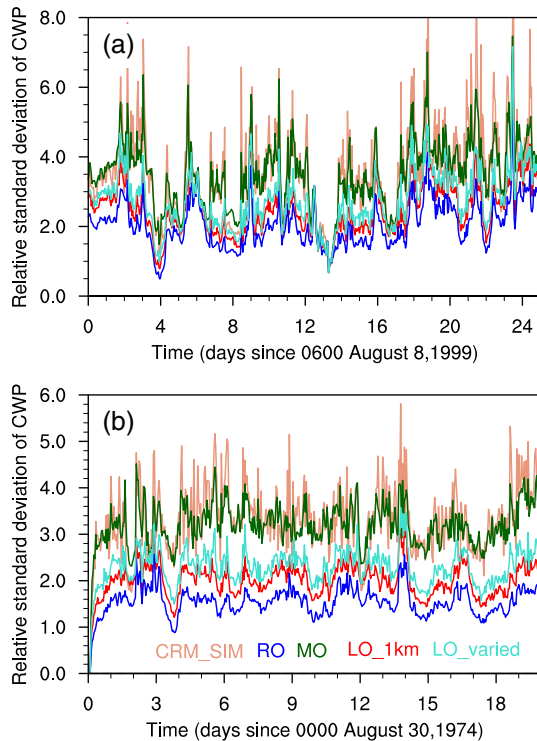 (a)
Relative standard deviation of CWP
8.0
6.0
4.0
2.0
0.0
0 4 8 12 16 20 24
Time (days since 0600 August 8,1999)
(b)
Relative standard deviation of CWP
6.0
5.0
4.0
3.0
2.0
1.0
0.0
CRM_SIM RO MO LO_1km LO_varied
0 3 6 9 12 15 18
Time (days since 0000 August 30,1974)